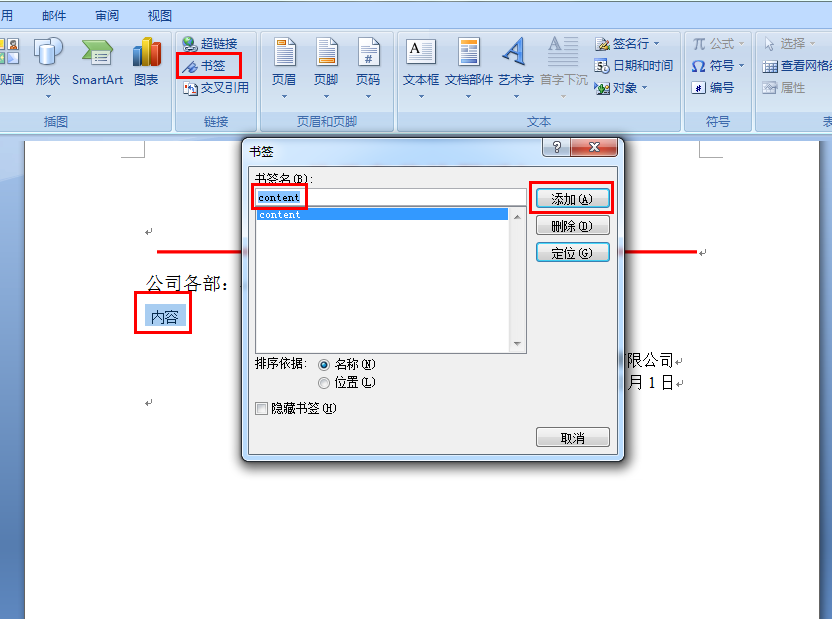 用 邮件 审阅 视图
贴画 形状 SmartArt 图表
超链接
书签
交叉引用
页眉 页脚 页码
文本框 文档部件 艺术字 首字下沉
签名行
日期和时间
对象
π 公式
Ω 符号
# 编号
选择
查看网格
属性
插图 链接 页眉和页脚 文本 符号 表
书签
书签名(B):
content
content
添加(A)
删除(D)
定位(G)
排序依据: 名称(N)
位置(L)
隐藏书签(H)
取消
公司各部：
内容
限公司
月 1 日